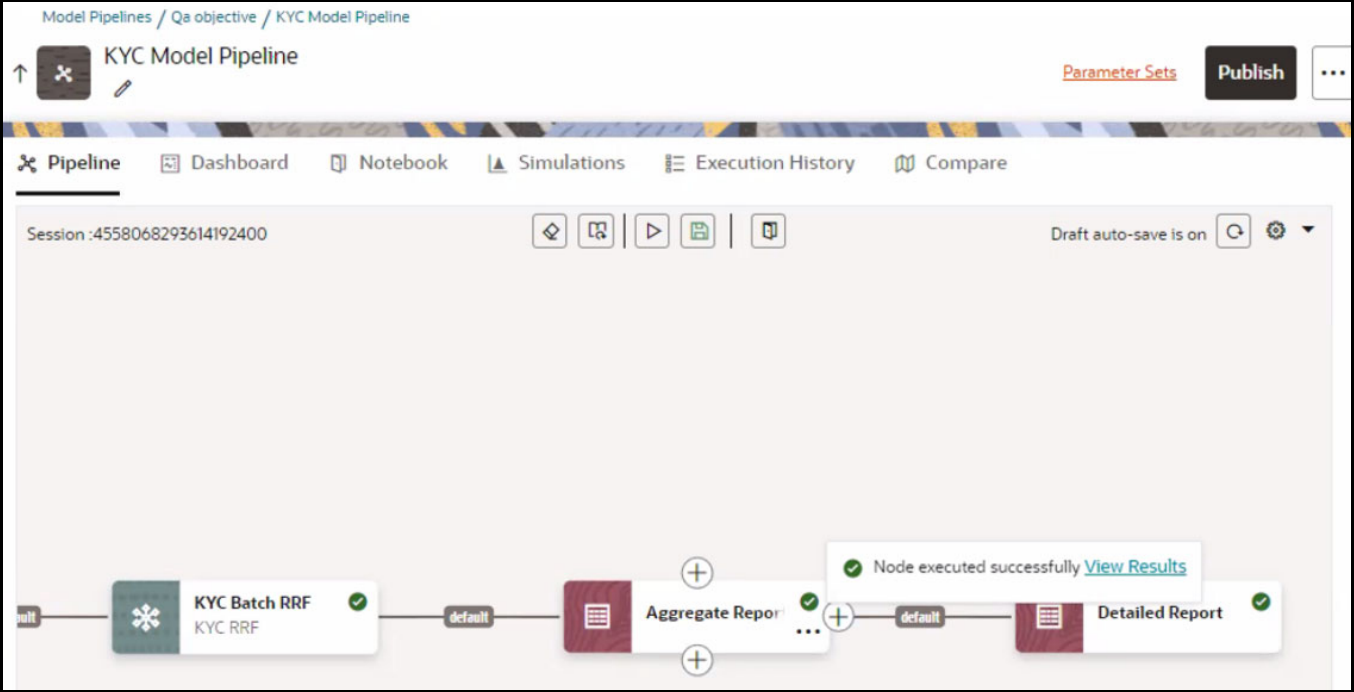 Model Pipelines / Qa objective / KYC Model Pipeline
KYC Model Pipeline
Parameter Sets
Publish
Pipeline
Dashboard
Notebook
Simulations
Execution History
Compare
Session :4558068293614192400
Draft auto-save is on
Node executed successfully View Results
KYC Batch RRF
KYC RRF
default
Aggregate Repor
default
Detailed Report